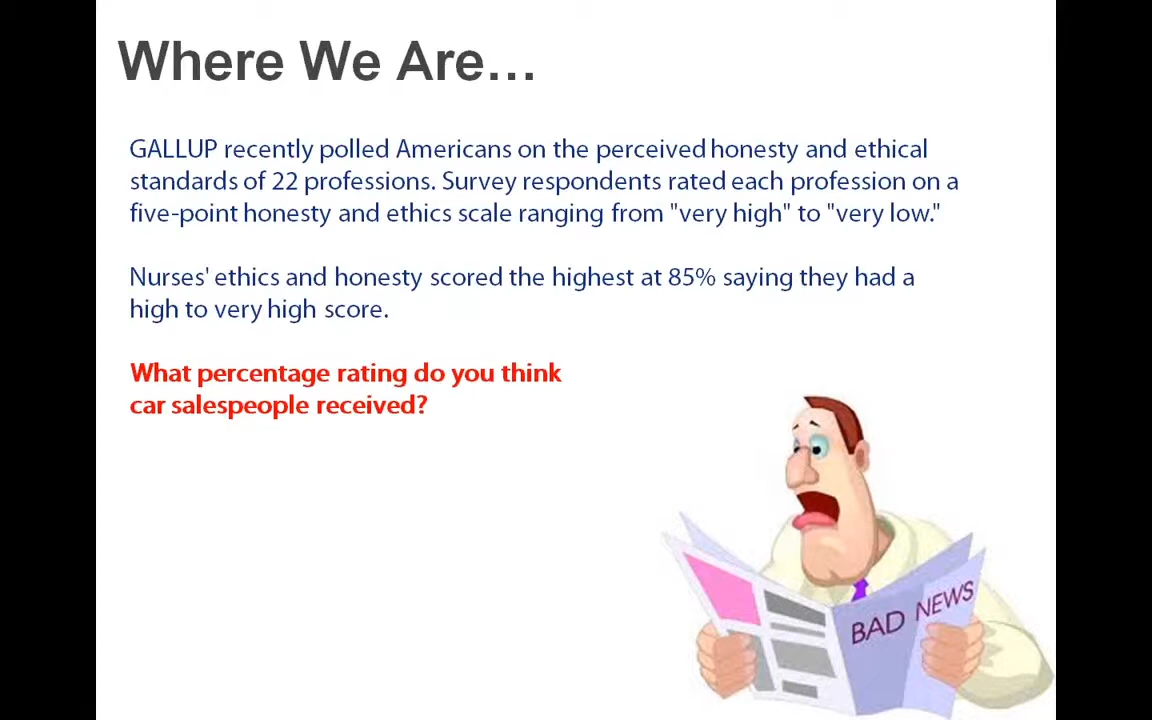 Where We Are...
GALLUP recently polled Americans on the perceived honesty and ethical
standards of 22 professions. Survey respondents rated each profession on a
five-point honesty and ethics scale ranging from "very high" to "very low."
Nurses' ethics and honesty scored the highest at 85% saying they had a
high to very high score.
What percentage rating do you think
car salespeople received?
BAD NEWS